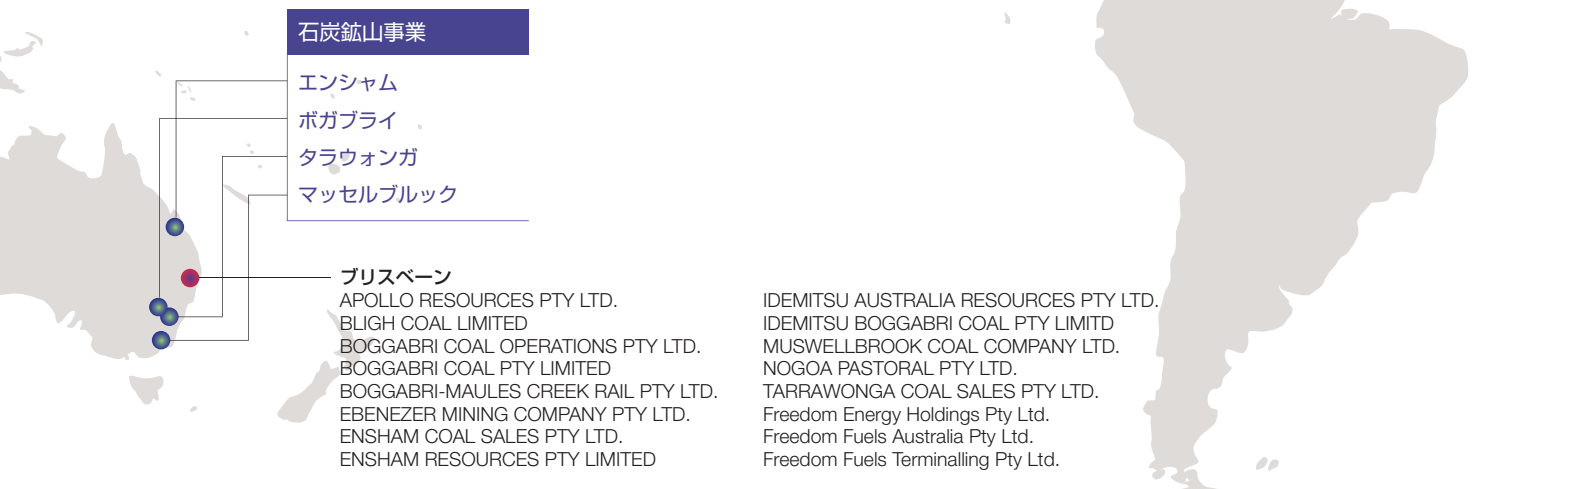 石炭鉱山事業
エンシャム
ボガブライ
タラウォンガ
マッセルブルック
ブリスベーン
APOLLO RESOURCES PTY LTD.
BLIGH COAL LIMITED
BOGGABRI COAL OPERATIONS PTY LTD.
BOGGABRI COAL PTY LIMITED
BOGGABRI-MAULES CREEK RAIL PTY LTD.
EBENEZER MINING COMPANY PTY LTD.
ENSHAM COAL SALES PTY LTD.
ENSHAM RESOURCES PTY LIMITED
IDEMITSU AUSTRALIA RESOURCES PTY LTD.
IDEMITSU BOGGABRI COAL PTY LIMITD
MUSWELLBROOK COAL COMPANY LTD.
NOGOA PASTORAL PTY LTD.
TARRAWONGA COAL SALES PTY LTD.
Freedom Energy Holdings Pty Ltd.
Freedom Fuels Australia Pty Ltd.
Freedom Fuels Terminalling Pty Ltd.